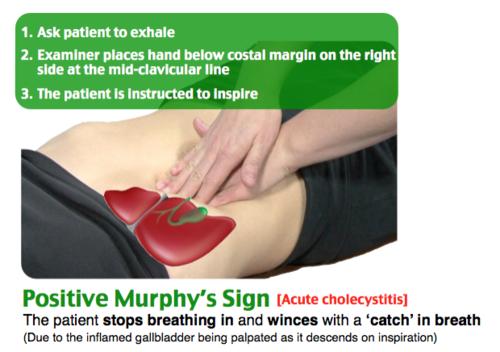 1. Ask patient to exhale
2. Examiner places hand below costal margin on the right
side at the mid-clavicular line
3. The patient is instructed to inspire
Positive Murphy's Sign [Acute cholecystitis]
The patient stops breathing in and winces with a 'catch' in breath
(Due to the inflamed gallbladder being palpated as it descends on inspiration)